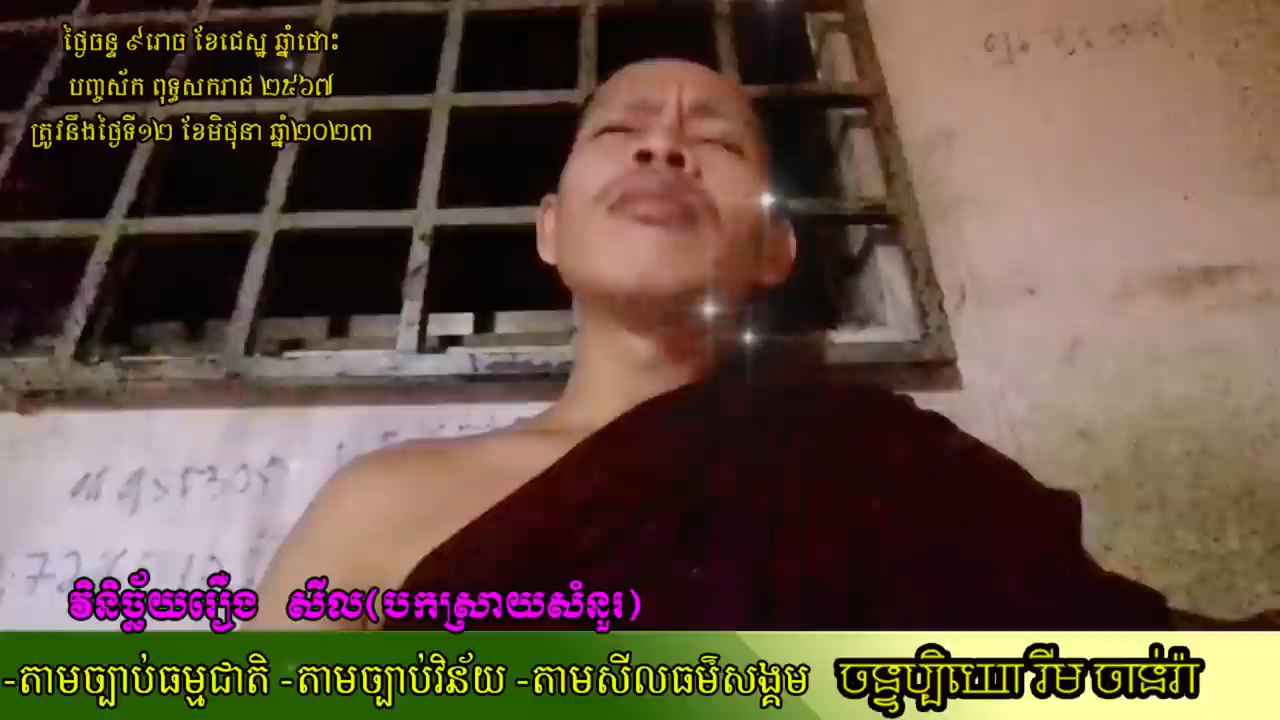 ថ្ងៃចន្ទ ៩រោច ខែជេស្ឋ ឆ្នាំថោះ
បញ្ចស័ក ពុទ្ធសករាជ ២៥៦៧
ត្រូវនឹងថ្ងៃទី១២ ខែមិថុនា ឆ្នាំ២០២៣
វិនិច្ឆ័យរឿង សីល(បកស្រាយសំនួរ)
-តាមច្បាប់ធម្មជាតិ -តាមច្បាប់វិន័យ -តាមសីលធម៌សង្គម ចន្ទប្បិយោ រីម ចាន់រ៉ា